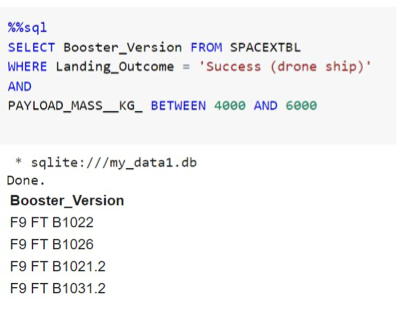 %%sql
SELECT Booster_Version FROM SPACEXTBL
WHERE Landing_Outcome = 'Success (drone ship)'
AND
PAYLOAD_MASS__KG_ BETWEEN 4000 AND 6000
* sqlite:///my_data1.db
Done.
Booster_Version
F9 FT B1022
F9 FT B1026
F9 FT B1021.2
F9 FT B1031.2